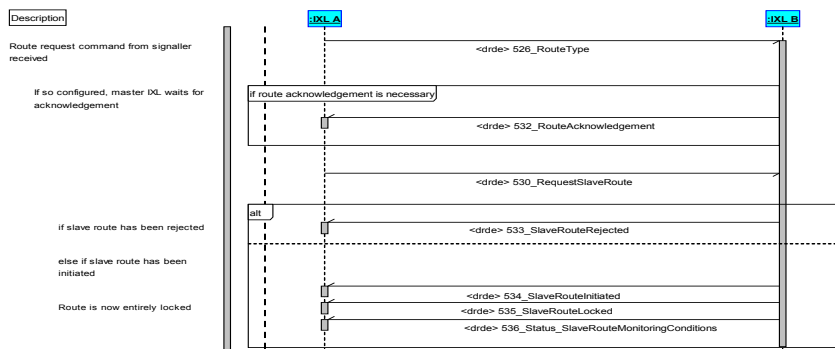 Description
:IXL A
:IXL B
Route request command from signaller
received
<drde> 526_RouteType
If so configured, master IXL waits for
acknowledgement
if route acknowledgement is necessary
<drde> 532_RouteAcknowledgement
<drde> 530_RequestSlaveRoute
alt
if slave route has been rejected
<drde> 533_SlaveRouteRejected
else if slave route has been
initiated
<drde> 534_SlaveRouteInitiated
Route is now entirely locked
<drde> 535_SlaveRouteLocked
<drde> 536_Status_SlaveRouteMonitoringConditions